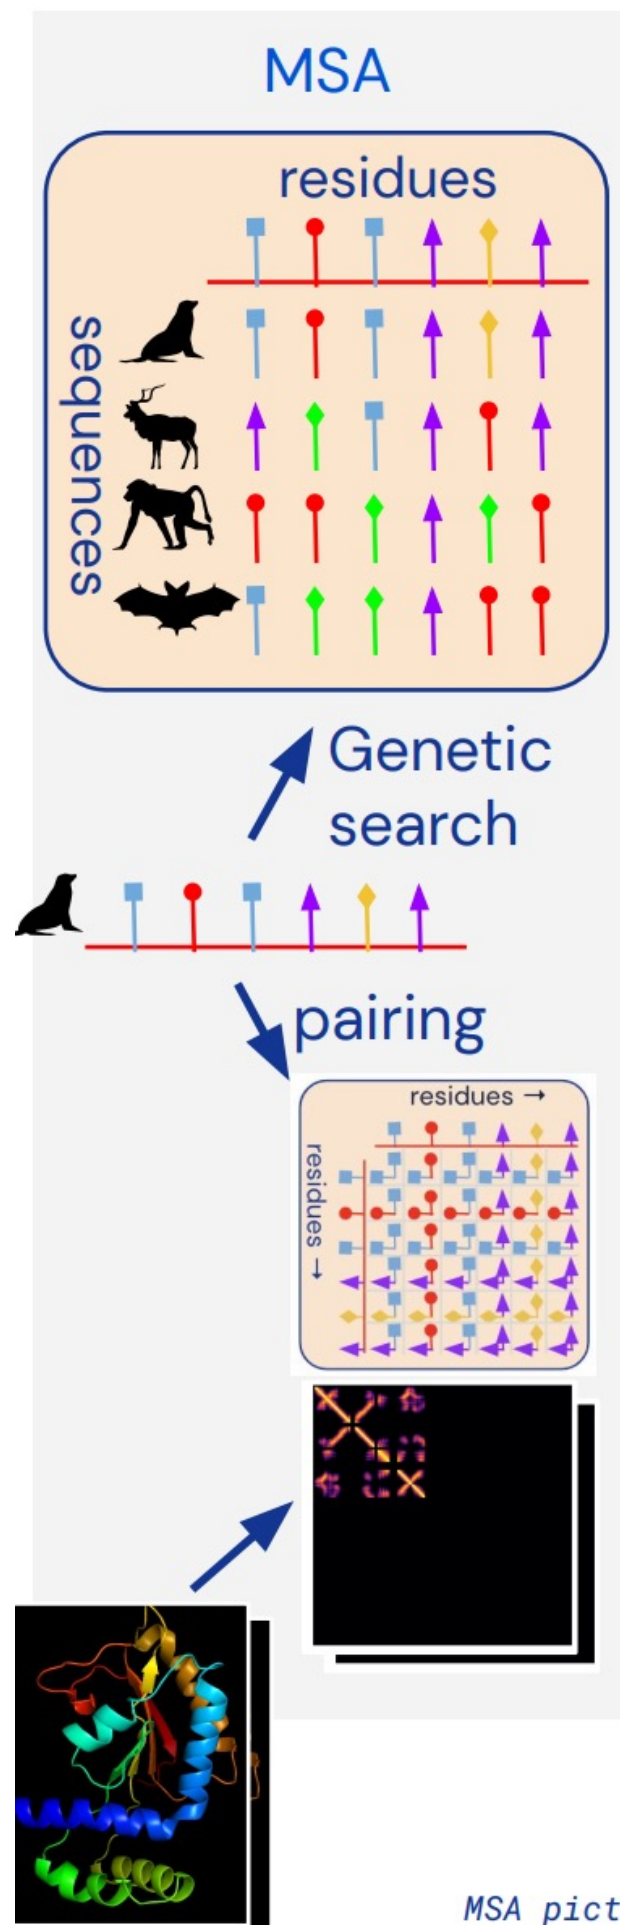 MSA
residues
sequences
Genetic
search
pairing
residues →
residues →
MSA pict